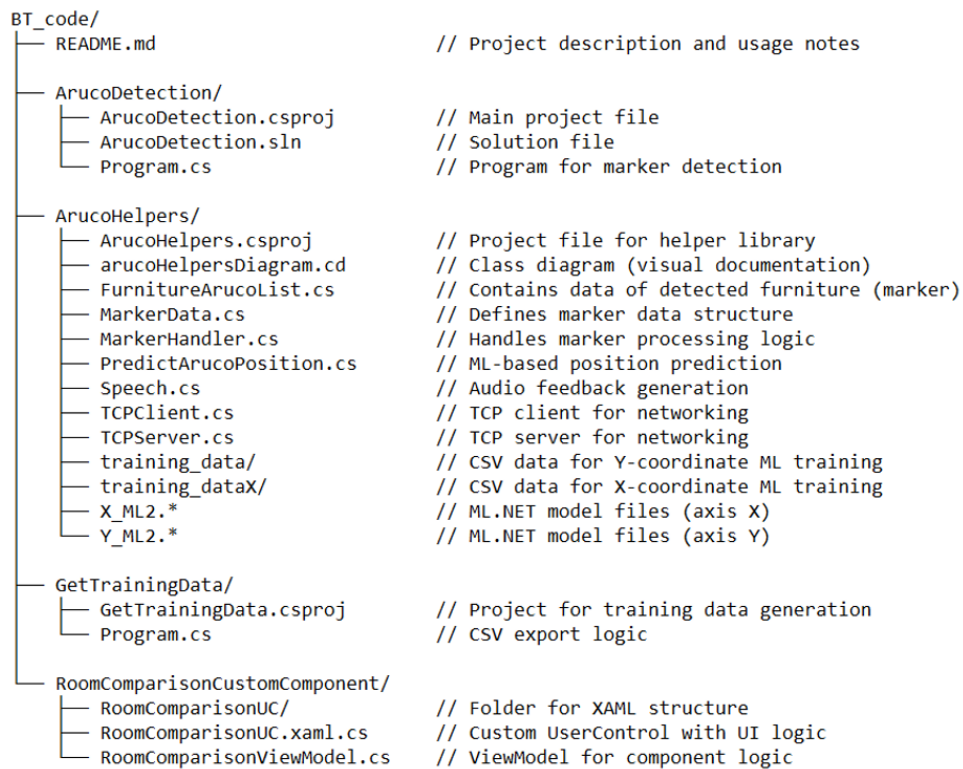 BT_code/
├── README.md                          // Project description and usage notes
│
├── ArucoDetection/
│   ├── ArucoDetection.csproj          // Main project file
│   ├── ArucoDetection.sln             // Solution file
│   └── Program.cs                     // Program for marker detection
│
├── ArucoHelpers/
│   ├── ArucoHelpers.csproj            // Project file for helper library
│   ├── arucoHelpersDiagram.cd         // Class diagram (visual documentation)
│   ├── FurnitureArucoList.cs          // Contains data of detected furniture (marker)
│   ├── MarkerData.cs                  // Defines marker data structure
│   ├── MarkerHandler.cs               // Handles marker processing logic
│   ├── PredictArucoPosition.cs        // ML-based position prediction
│   ├── Speech.cs                      // Audio feedback generation
│   ├── TCPClient.cs                   // TCP client for networking
│   ├── TCPServer.cs                   // TCP server for networking
│   ├── training_data/                 // CSV data for Y-coordinate ML training
│   ├── training_dataX/                // CSV data for X-coordinate ML training
│   ├── X_ML2.*                        // ML.NET model files (axis X)
│   └── Y_ML2.*                        // ML.NET model files (axis Y)
│
├── GetTrainingData/
│   ├── GetTrainingData.csproj         // Project for training data generation
│   └── Program.cs                     // CSV export logic
│
└── RoomComparisonCustomComponent/
    ├── RoomComparisonUC/              // Folder for XAML structure
    ├── RoomComparisonUC.xaml.cs       // Custom UserControl with UI logic
    └── RoomComparisonViewModel.cs     // ViewModel for component logic